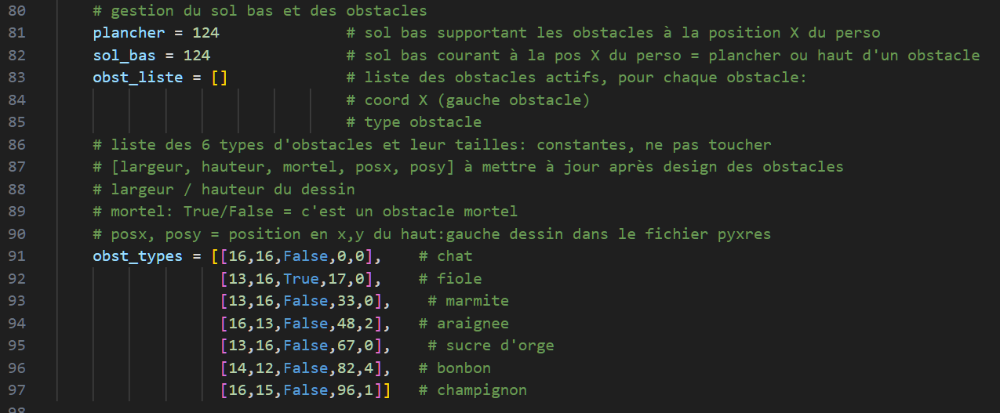 80 # gestion du sol bas et des obstacles
81 plancher = 124 # sol bas supportant les obstacles à la position X du perso
82 sol_bas = 124 # sol bas courant à la pos X du perso = plancher ou haut d'un obstacle
83 obst_liste = [] # liste des obstacles actifs, pour chaque obstacle:
84 # coord X (gauche obstacle)
85 # type obstacle
86 # liste des 6 types d'obstacles et leur tailles: constantes, ne pas toucher
87 # [largeur, hauteur, mortel, posx, posy] à mettre à jour après design des obstacles
88 # largeur / hauteur du dessin
89 # mortel: True/False = c'est un obstacle mortel
90 # posx, posy = position en x,y du haut:gauche dessin dans le fichier pyxres
91 obst_types = [[16,16,False,0,0], # chat
92 [13,16,True,17,0], # fiole
93 [13,16,False,33,0], # marmite
94 [16,13,False,48,2], # araignee
95 [13,16,False,67,0], # sucre d'orge
96 [14,12,False,82,4], # bonbon
97 [16,15,False,96,1]] # champignon
98